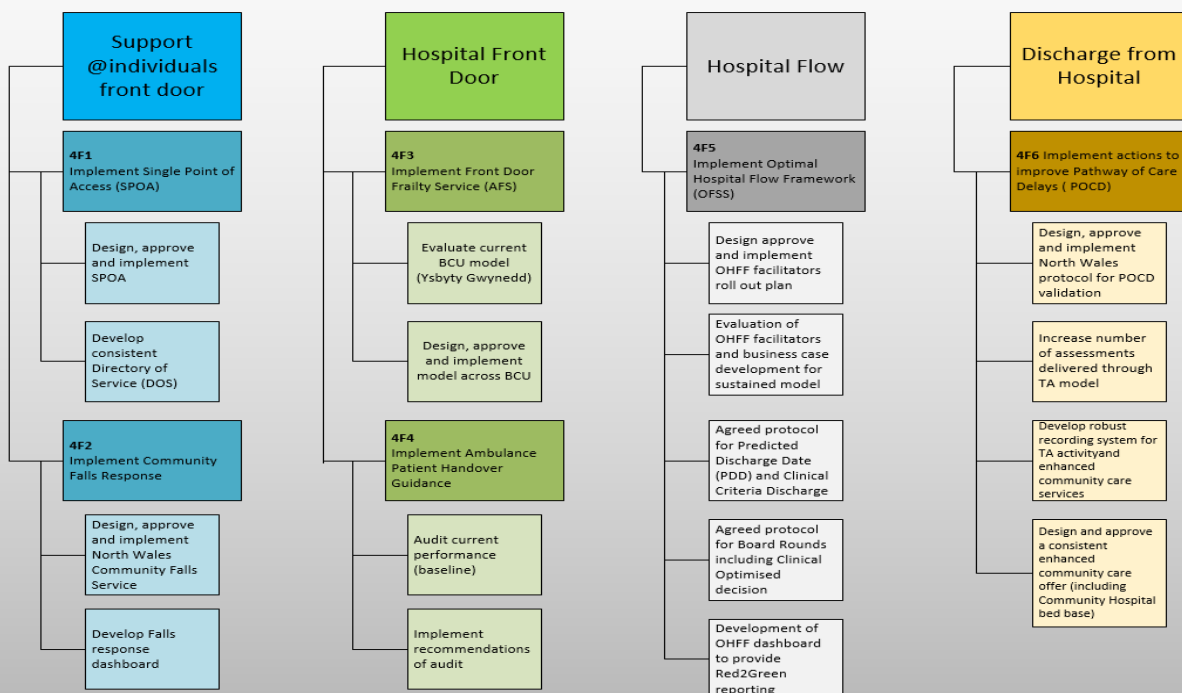 Support
@individuals
front door
4F1
Implement Single Point of
Access (SPOA)
Design, approve
and implement
SPOA
Develop
consistent
Directory of
Service (DOS)
4F2
Implement Community
Falls Response
Design, approve
and implement
North Wales
Community Falls
Service
Develop Falls
response
dashboard
Hospital Front
Door
4F3
Implement Front Door
Frailty Service (AFS)
Evaluate current
BCU model
(Ysbyty Gwynedd)
Design, approve
and implement
model across BCU
4F4
Implement Ambulance
Patient Handover
Guidance
Audit current
performance
(baseline)
Implement
recommendations
of audit
Hospital Flow
4F5
Implement Optimal
Hospital Flow Framework
(OFSS)
Design approve
and implement
OHFF facilitators
roll out plan
Evaluation of
OHFF facilitators
and business case
development for
sustained model
Agreed protocol
for Predicted
Discharge Date
(PDD) and Clinical
Criteria Discharge
Agreed protocol
for Board Rounds
including Clinical
Optimised
decision
Development of
OHFF dashboard
to provide
Red2Green
reporting
Discharge from
Hospital
4F6 Implement actions to
improve Pathway of Care
Delays ( POCD)
Design, approve
and implement
North Wales
protocol for POCD
validation
Increase number
of assessments
delivered through
TA model
Develop robust
recording system for
TA activityand
enhanced
community care
services
Design and approve
a consistent
enhanced
community care
offer (including
Community Hospital
bed base)